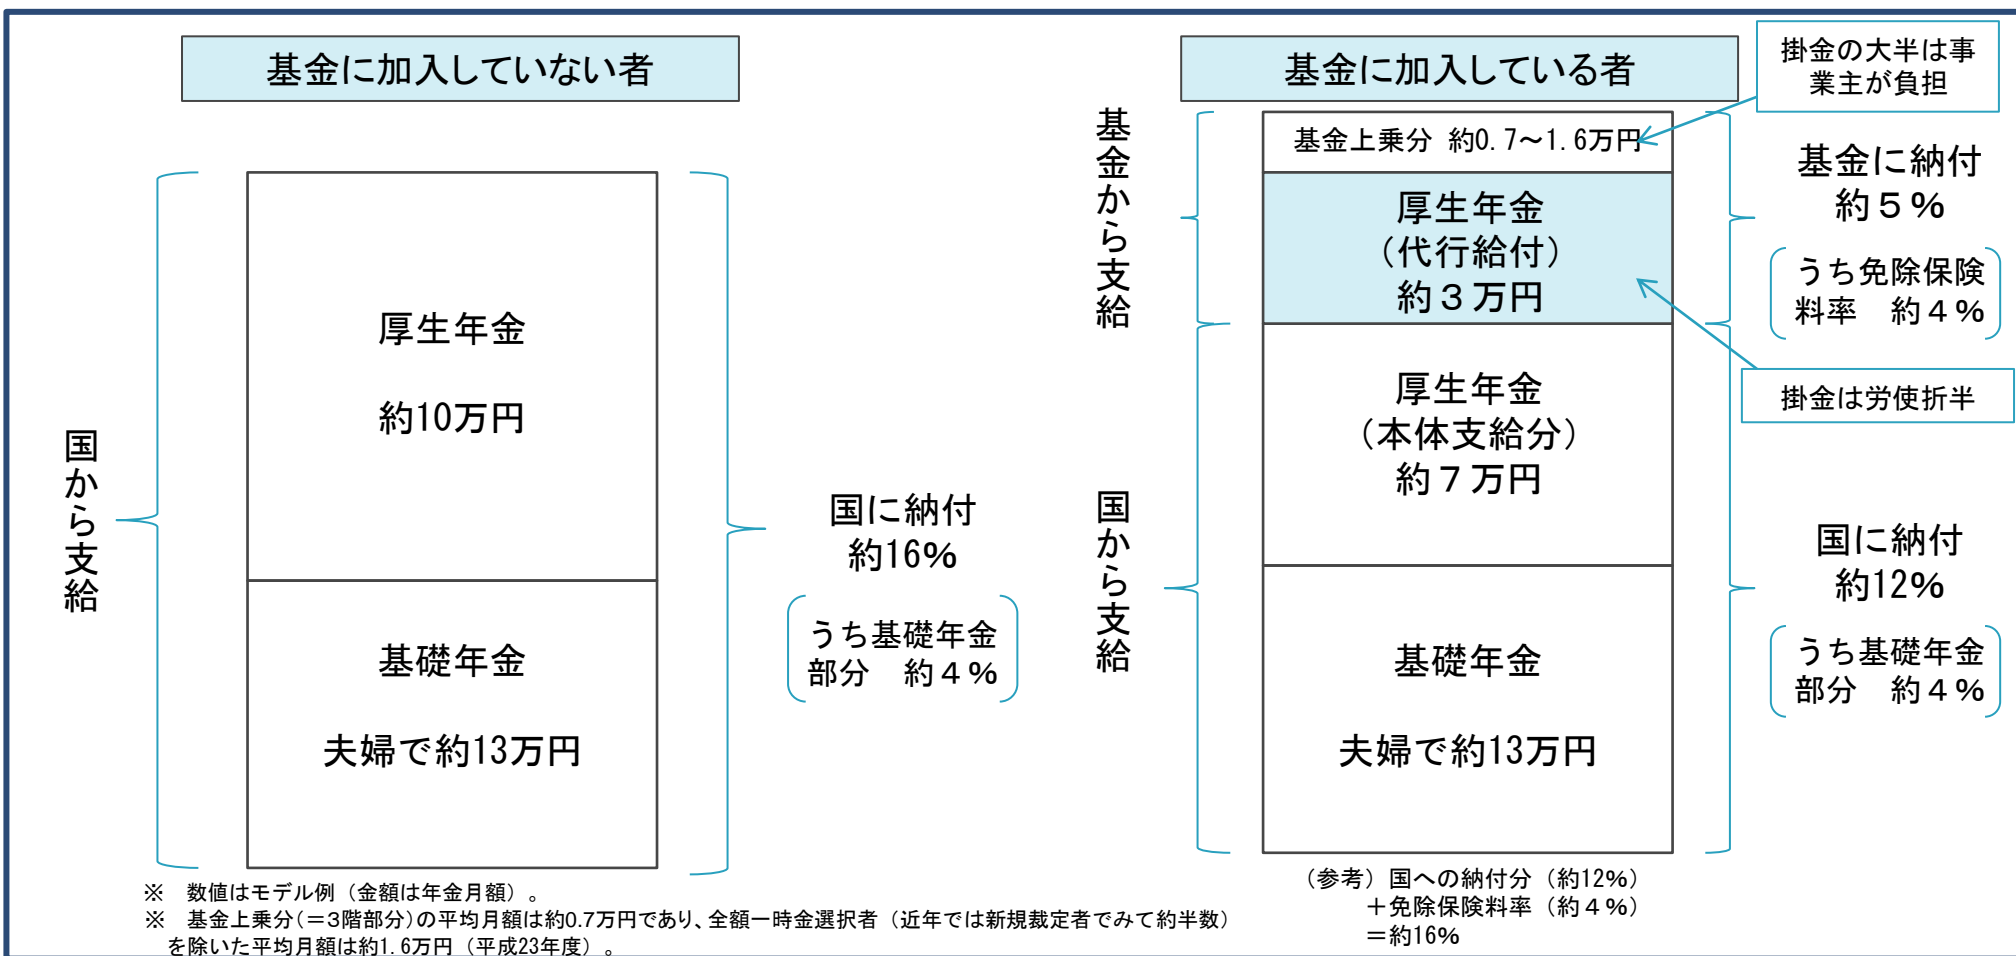 基金に加入していない者
国から支給
厚生年金
約10万円
基礎年金
夫婦で約13万円
国に納付
約16%
うち基礎年金
部分　約４%
基金に加入している者
掛金の大半は事
業主が負担
基金から支給
基金上乗分 約0.7～1.6万円
厚生年金
（代行給付）
約３万円
基金に納付
約５%
うち免除保険
料率　約４%
掛金は労使折半
国から支給
厚生年金
（本体支給分）
約７万円
基礎年金
夫婦で約13万円
国に納付
約12%
うち基礎年金
部分　約４%
※　数値はモデル例（金額は年金月額）。
※　基金上乗分(＝3階部分)の平均月額は約0.7万円であり、全額一時金選択者（近年では新規裁定者でみて約半数）
を除いた平均月額は約1.6万円（平成23年度）。
（参考）国への納付分（約12%）
＋免除保険料率（約４%）
＝約16%